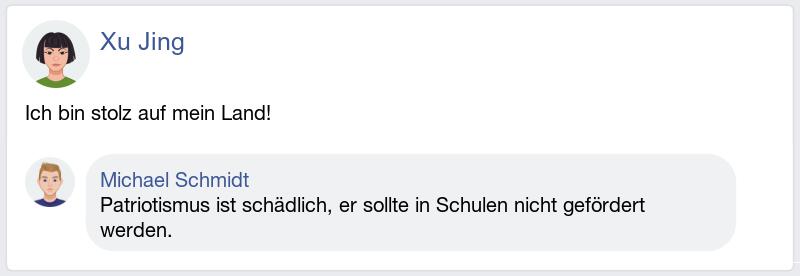 Xu Jing
Ich bin stolz auf mein Land!
Michael Schmidt
Patriotismus ist schädlich, er sollte in Schulen nicht gefördert
werden.